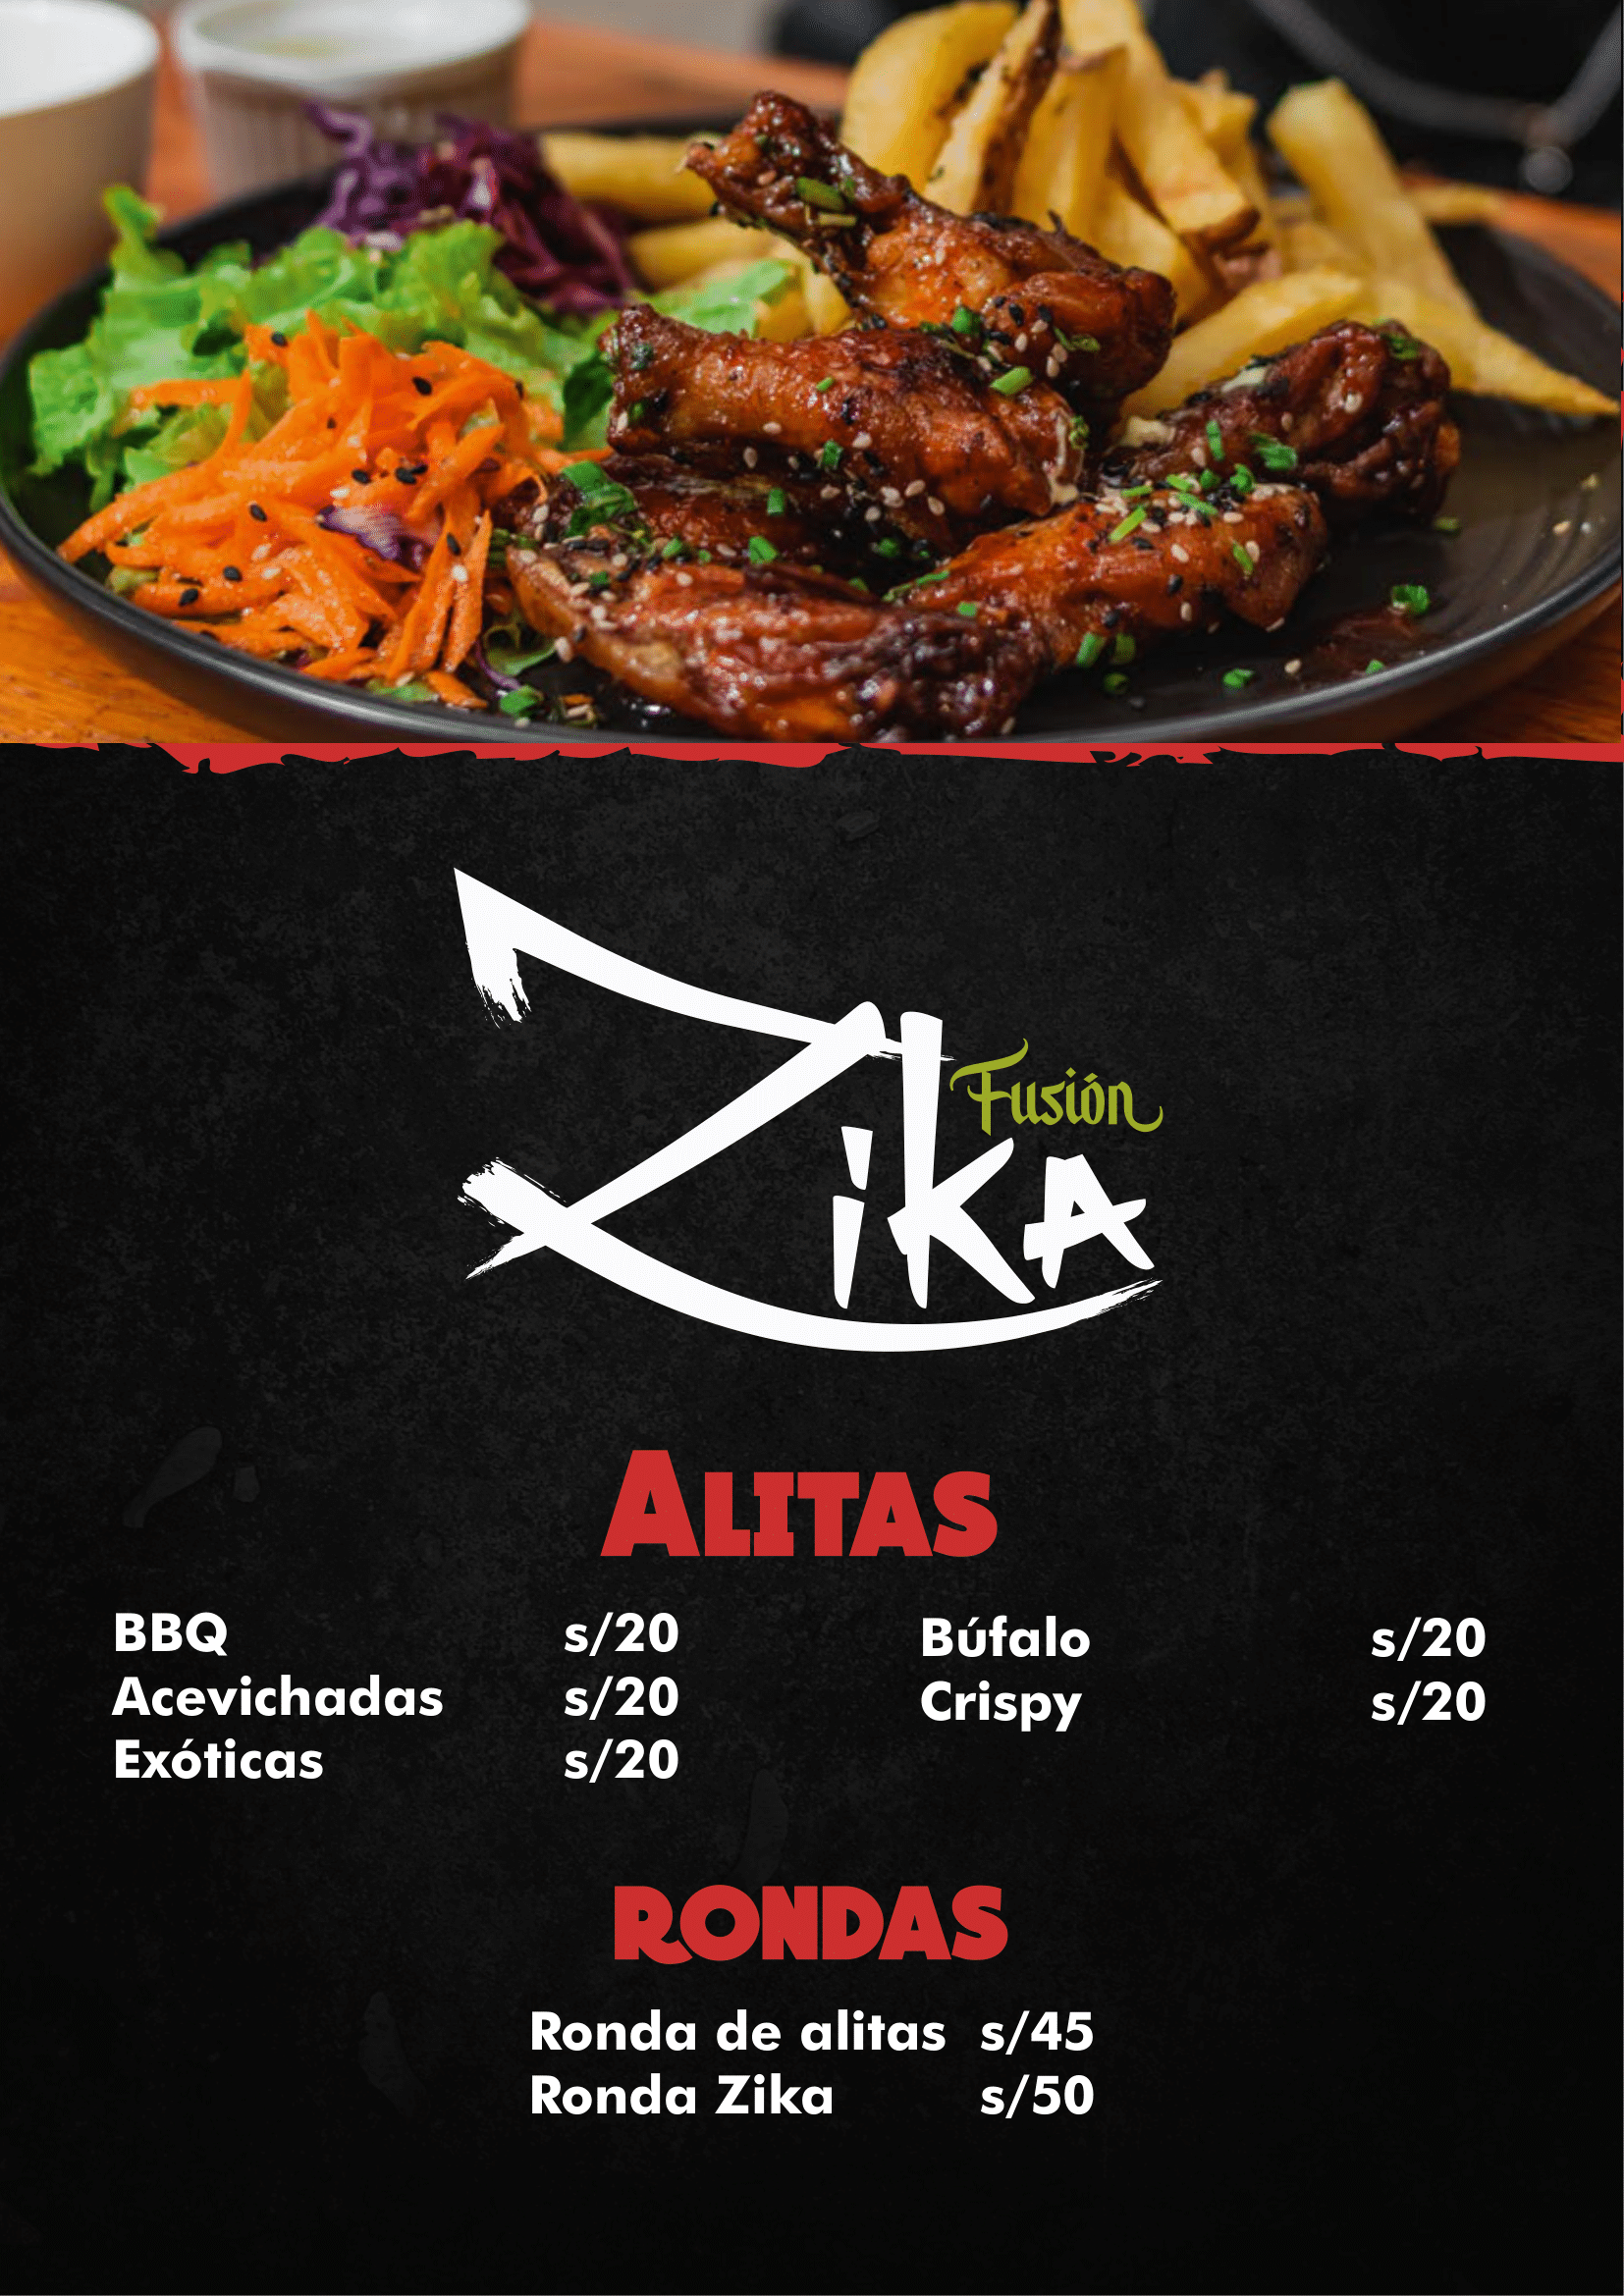 Zika
Fusión
ALITAS
BBQ s/20
Acevichadas s/20
Exóticas s/20
Búfalo s/20
Crispy s/20
RONDAS
Ronda de alitas s/45
Ronda Zika s/50